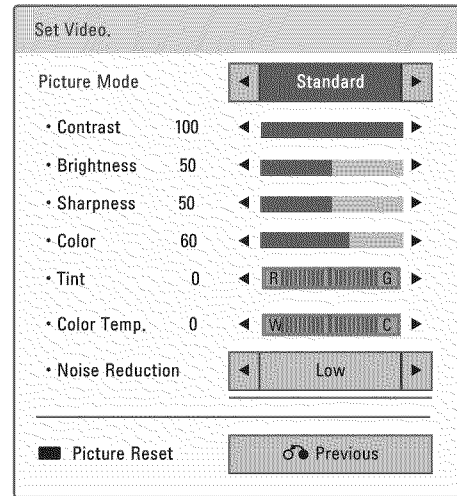 Set Video.
Picture Mode ◄ Standard ►
• Contrast 100 ◄ ►
• Brightness 50 ◄ ►
• Sharpness 50 ◄ ►
• Color 60 ◄ ►
• Tint 0 ◄ R G ►
• Color Temp. 0 ◄ W C ►
• Noise Reduction ◄ Low ►
Picture Reset Previous